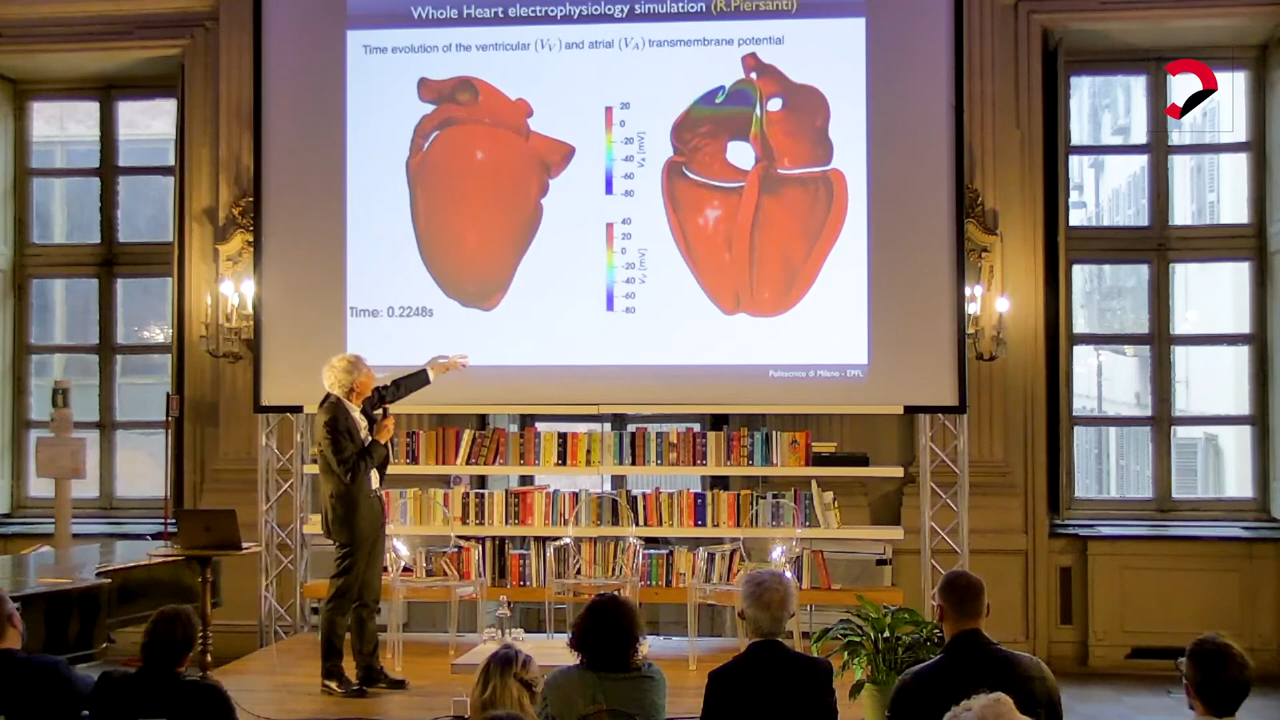 Whole Heart electrophysiology simulation (R.Piersanti)
Time evolution of the ventricular (V_V) and atrial (V_A) transmembrane potential
20
0
-20
-40
-60
-80
V_A [mV]
40
20
0
-20
-40
-60
-80
V_V [mV]
Time: 0.2248s
Politecnico di Milano - EPFL